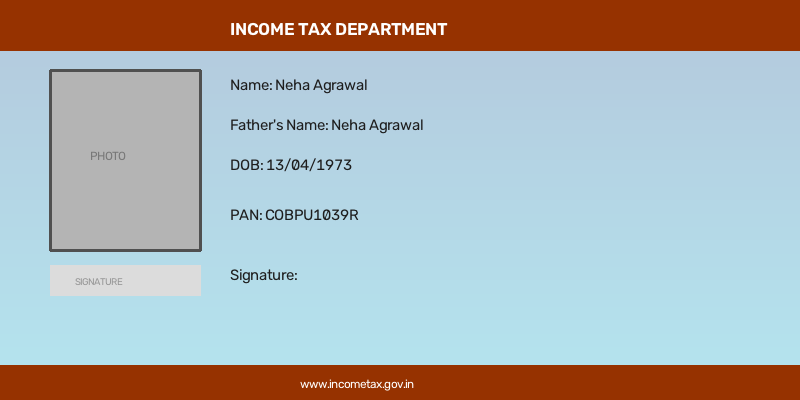 INCOME TAX DEPARTMENT
Name: Neha Agrawal
Father's Name: Neha Agrawal
DOB: 13/04/1973
PHOTO
PAN: COBPU1039R
Signature:
SIGNATURE
www.incometax.gov.in